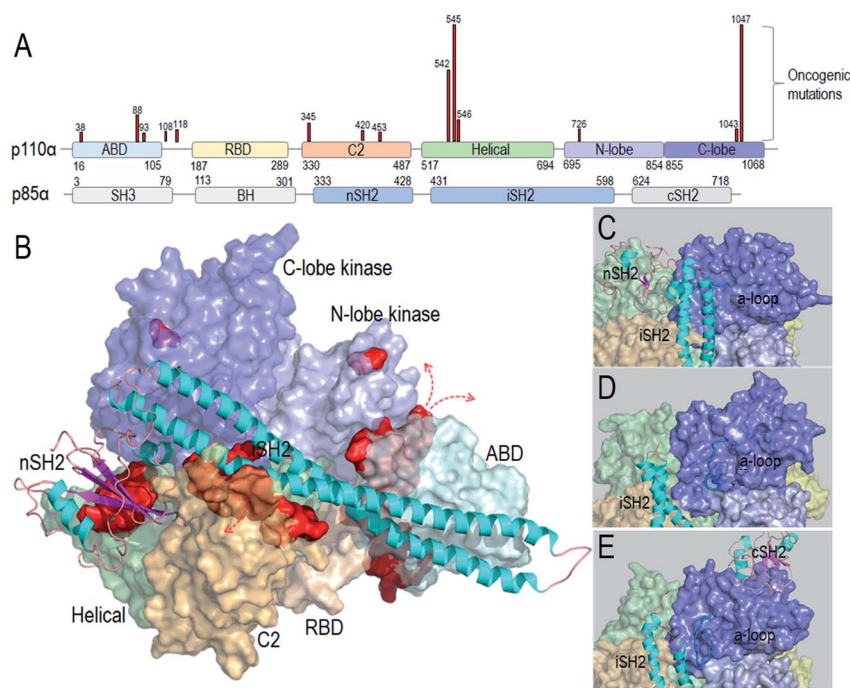 A
545
1047
542
88
38
93
108
118
345
420
453
546
726
1043
Oncogenic
mutations
p110α
ABD
RBD
C2
Helical
N-lobe
C-lobe
16
105
187
289
330
487
517
694
695
854
855
1068
3
79
113
301
333
428
431
598
624
718
p85α
SH3
BH
nSH2
iSH2
cSH2
B
C-lobe kinase
N-lobe kinase
nSH2
iSH2
ABD
Helical
C2
RBD
C
nSH2
a-loop
iSH2
D
a-loop
iSH2
E
cSH2
a-loop
iSH2